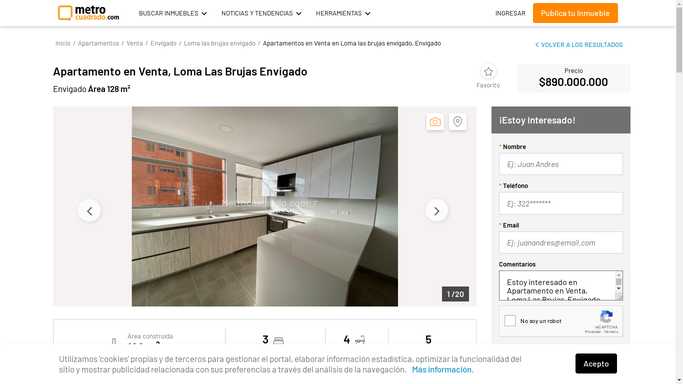 metro
cuadrado.com
BUSCAR INMUEBLES
NOTICIAS Y TENDENCIAS
HERRAMIENTAS
INGRESAR
Publica tu Inmueble
Inicio | Apartamentos | Venta | Envigado | Loma las brujas envigado | Apartamentos en Venta en Loma las brujas envigado, Envigado
VOLVER A LOS RESULTADOS
Apartamento en Venta, Loma Las Brujas Envigado
Envigado Área 128 m²
Favorito
Precio
$890.000.000
1 / 20
¡Estoy Interesado!
* Nombre
Ej: Juan Andres
* Teléfono
Ej: 322*******
* Email
Ej: juanandres@email.com
Comentarios
Estoy interesado en
Apartamento en Venta,
Loma Las Brujas, Envigado
No soy un robot
reCAPTCHA
Privacidad - Términos
Área construida
3
4
5
Utilizamos 'cookies' propias y de terceros para gestionar el portal, elaborar información estadística, optimizar la funcionalidad del
sitio y mostrar publicidad relacionada con sus preferencias a través del análisis de la navegación. Más información.
Acepto